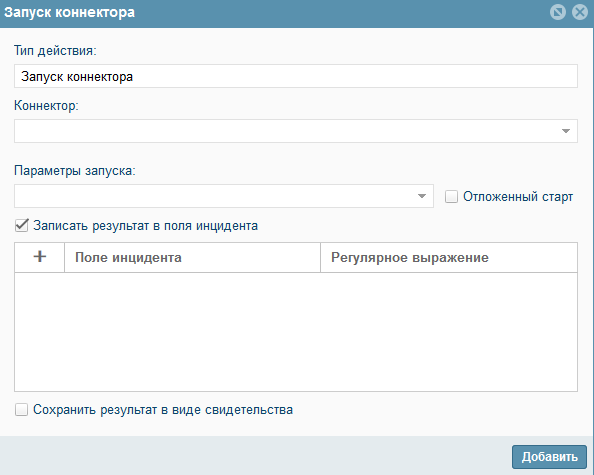 Запуск коннектора
Тип действия:
Запуск коннектора
Коннектор:
Параметры запуска:
Отложенный старт
Записать результат в поля инцидента
+ Поле инцидента Регулярное выражение
Сохранить результат в виде свидетельства
Добавить